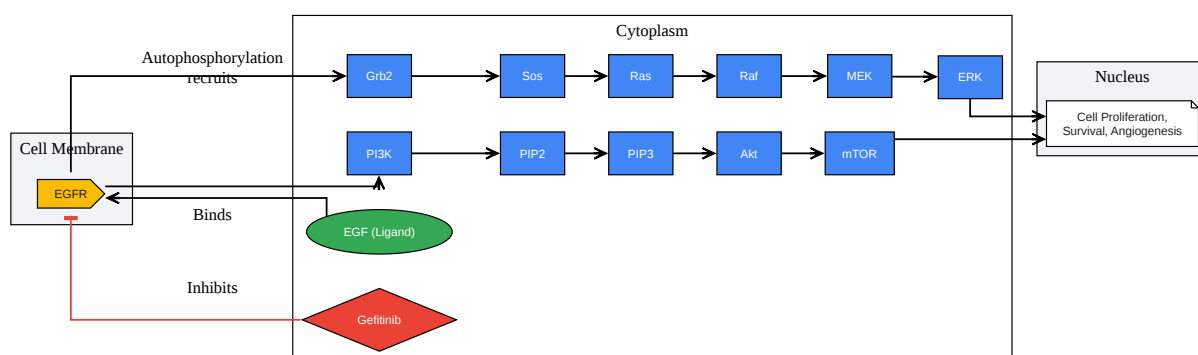 Cytoplasm
Autophosphorylation
recruits
Grb2
Sos
Ras
Raf
MEK
ERK
Nucleus
Cell Proliferation,
Survival, Angiogenesis
Cell Membrane
EGFR
PI3K
PIP2
PIP3
Akt
mTOR
Binds
EGF (Ligand)
Inhibits
Gefitinib